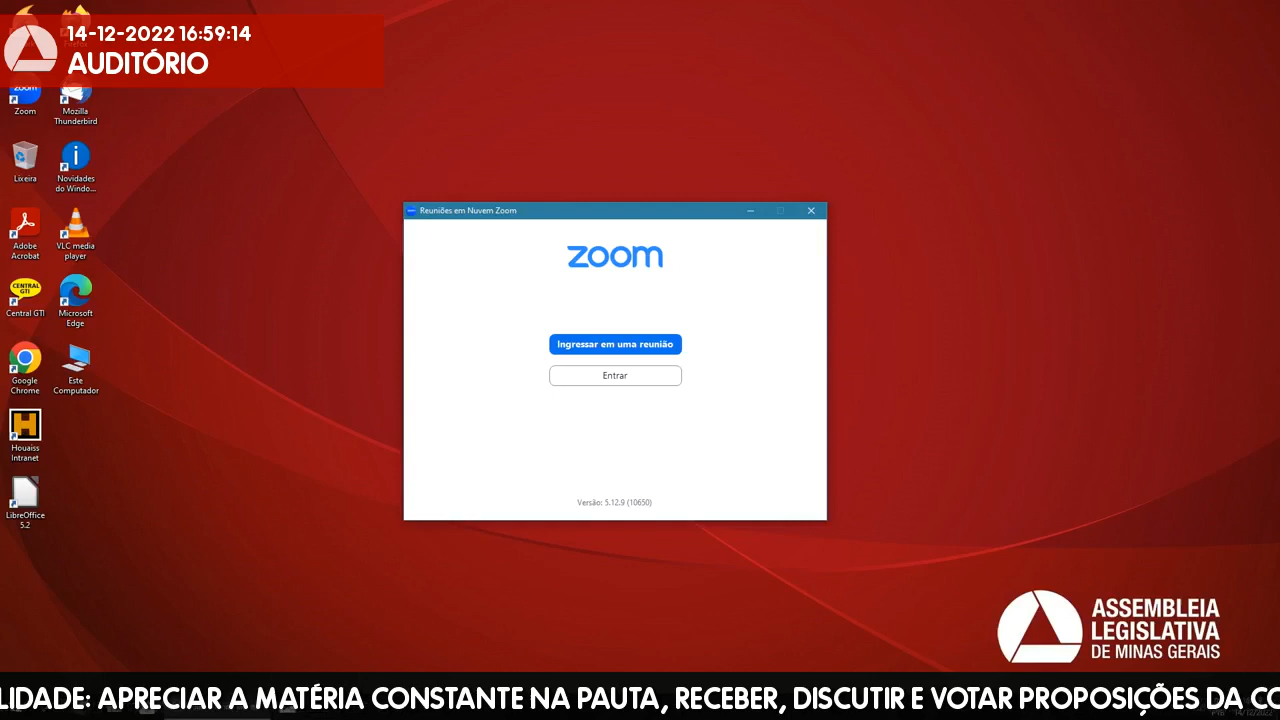 14-12-2022 16:59:14
AUDITÓRIO
zoom
Zoom
Mozilla
Thunderbird
Lixeira
Novidades
do Windo...
Adobe
Acrobat
VLC media
player
CENTRAL
GTI
Central GTI
Microsoft
Edge
Google
Chrome
Este
Computador
H
Houaiss
Intranet
LibreOffice
5.2
Reuniões em Nuvem Zoom
zoom
Ingressar em uma reunião
Entrar
Versão: 5.12.9 (10650)
ASSEMBLEIA
LEGISLATIVA
DE MINAS GERAIS
LIDADE: APRECIAR A MATÉRIA CONSTANTE NA PAUTA, RECEBER, DISCUTIR E VOTAR PROPOSIÇÕES DA CO